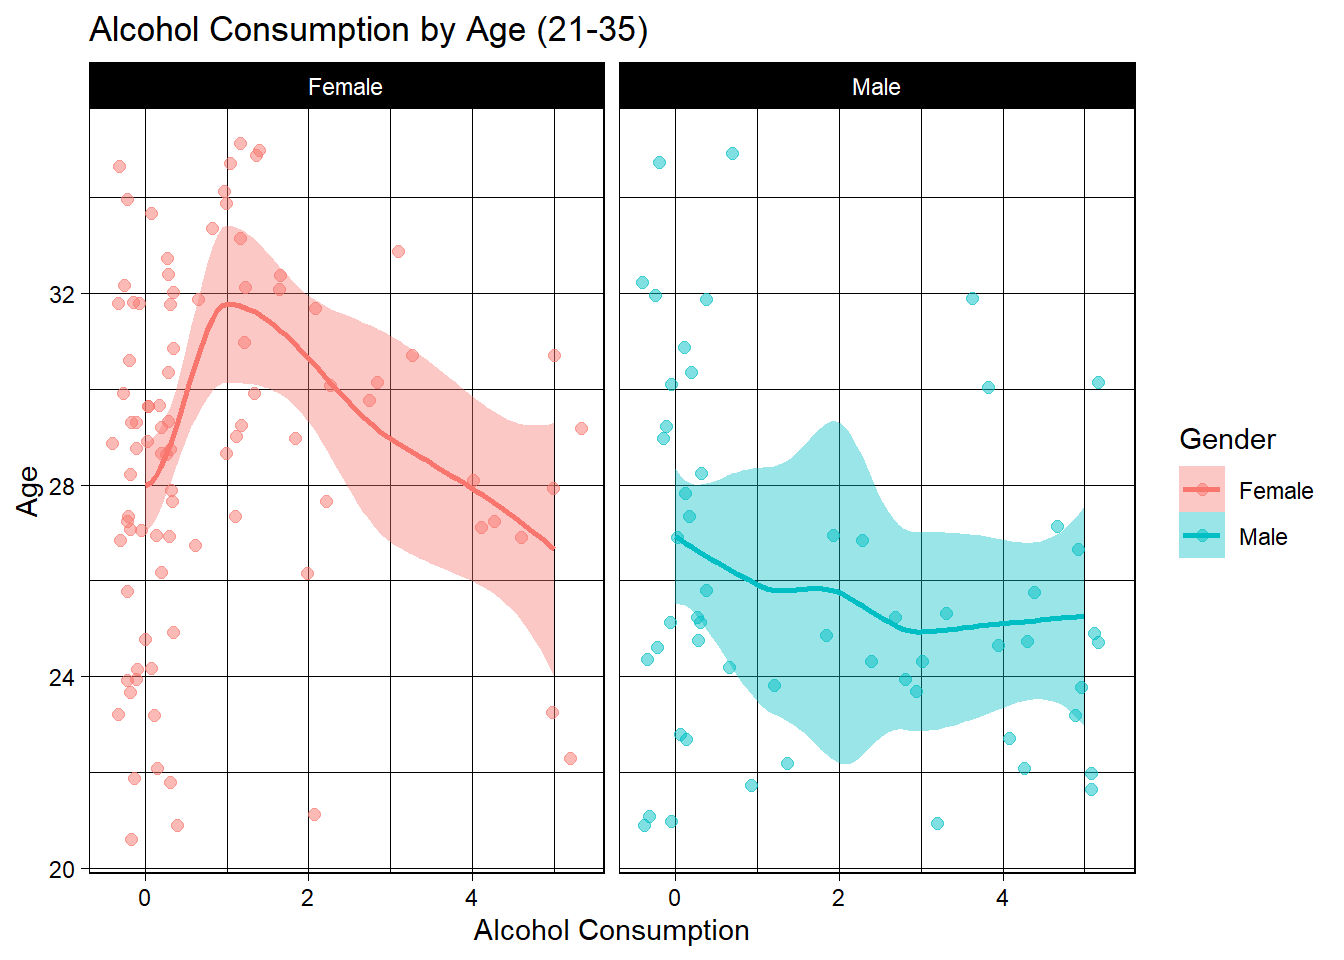 Alcohol Consumption by Age (21-35)
Female
Male
Age
32
28
24
20
0
2
4
0
2
4
Alcohol Consumption
Gender
Female
Male